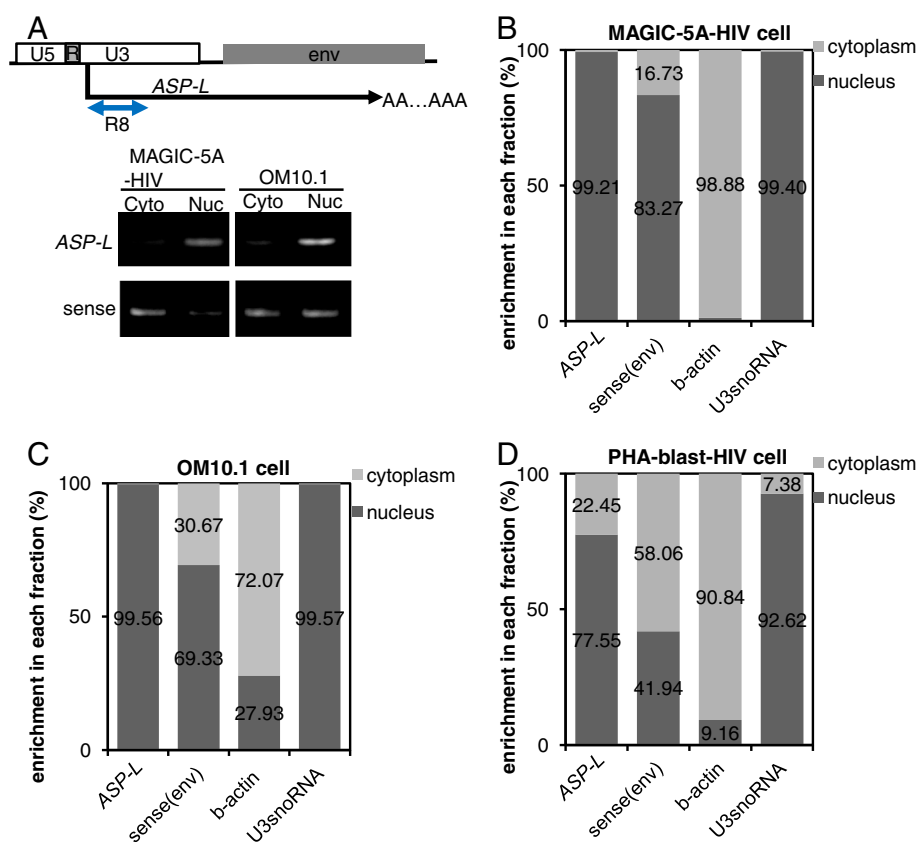 A
U5 R U3 env
ASP-L
AA...AAA
R8
MAGIC-5A
-HIV
OM10.1
Cyto Nuc Cyto Nuc
ASP-L
sense
B
MAGIC-5A-HIV cell
cytoplasm
nucleus
enrichment in each fraction (%)
100
50
0
99.21
16.73
83.27
98.88
99.40
ASP-L
sense(env)
b-actin
U3snoRNA
C
OM10.1 cell
cytoplasm
nucleus
enrichment in each fraction (%)
100
50
0
99.56
30.67
69.33
72.07
27.93
99.57
ASP-L
sense(env)
b-actin
U3snoRNA
D
PHA-blast-HIV cell
cytoplasm
nucleus
enrichment in each fraction (%)
100
50
0
22.45
77.55
58.06
41.94
90.84
9.16
7.38
92.62
ASP-L
sense(env)
b-actin
U3snoRNA